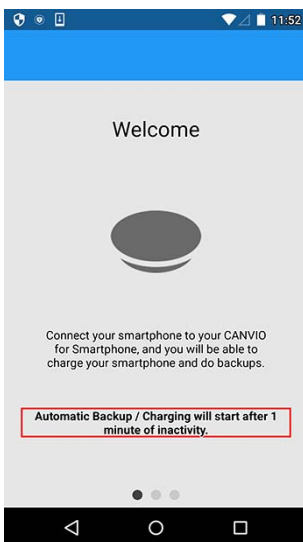 11:52
Welcome
Connect your smartphone to your CANVIO
for Smartphone, and you will be able to
charge your smartphone and do backups.
Automatic Backup / Charging will start after 1
minute of inactivity.